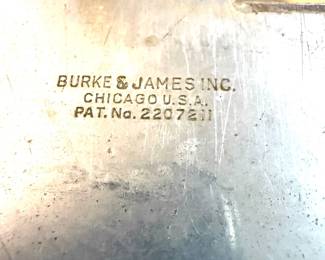 BURKE & JAMES INC.
CHICAGO U.S.A.
PAT. No. 2207211